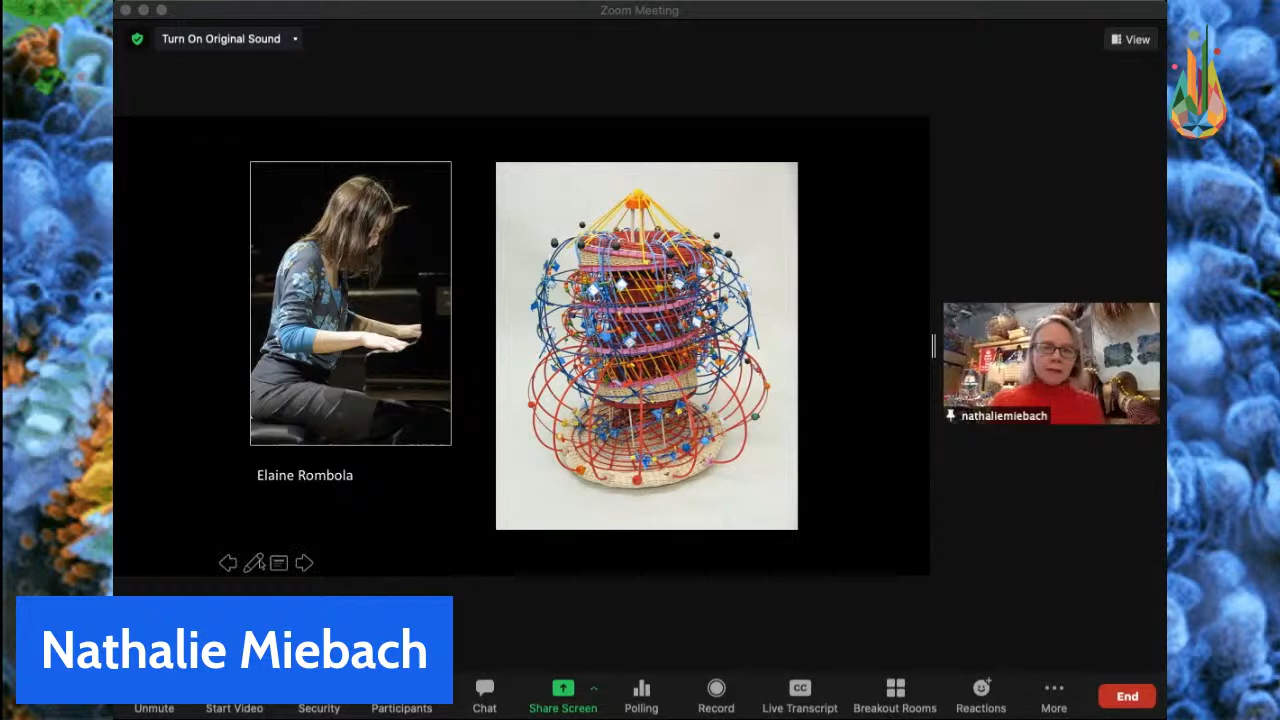 Zoom Meeting
Turn On Original Sound
View
Elaine Rombola
nathaliemiebach
Nathalie Miebach
Unmute
Start Video
Security
Participants
Chat
Share Screen
Polling
Record
CC
Live Transcript
Breakout Rooms
Reactions
More
End